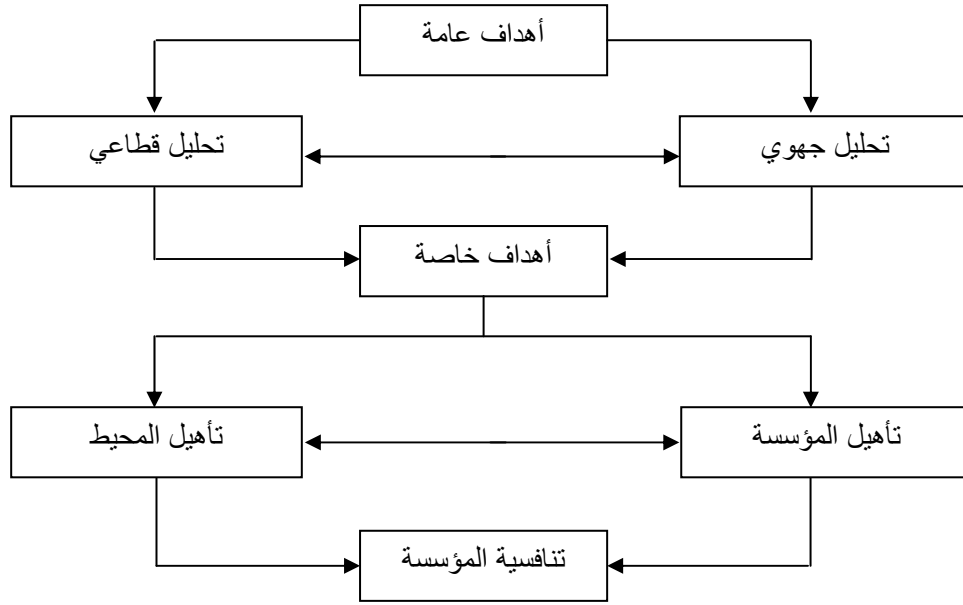 أهداف عامة
تحليل جهوي
تحليل قطاعي
أهداف خاصة
تأهيل المؤسسة
تأهيل المحيط
تنافسية المؤسسة